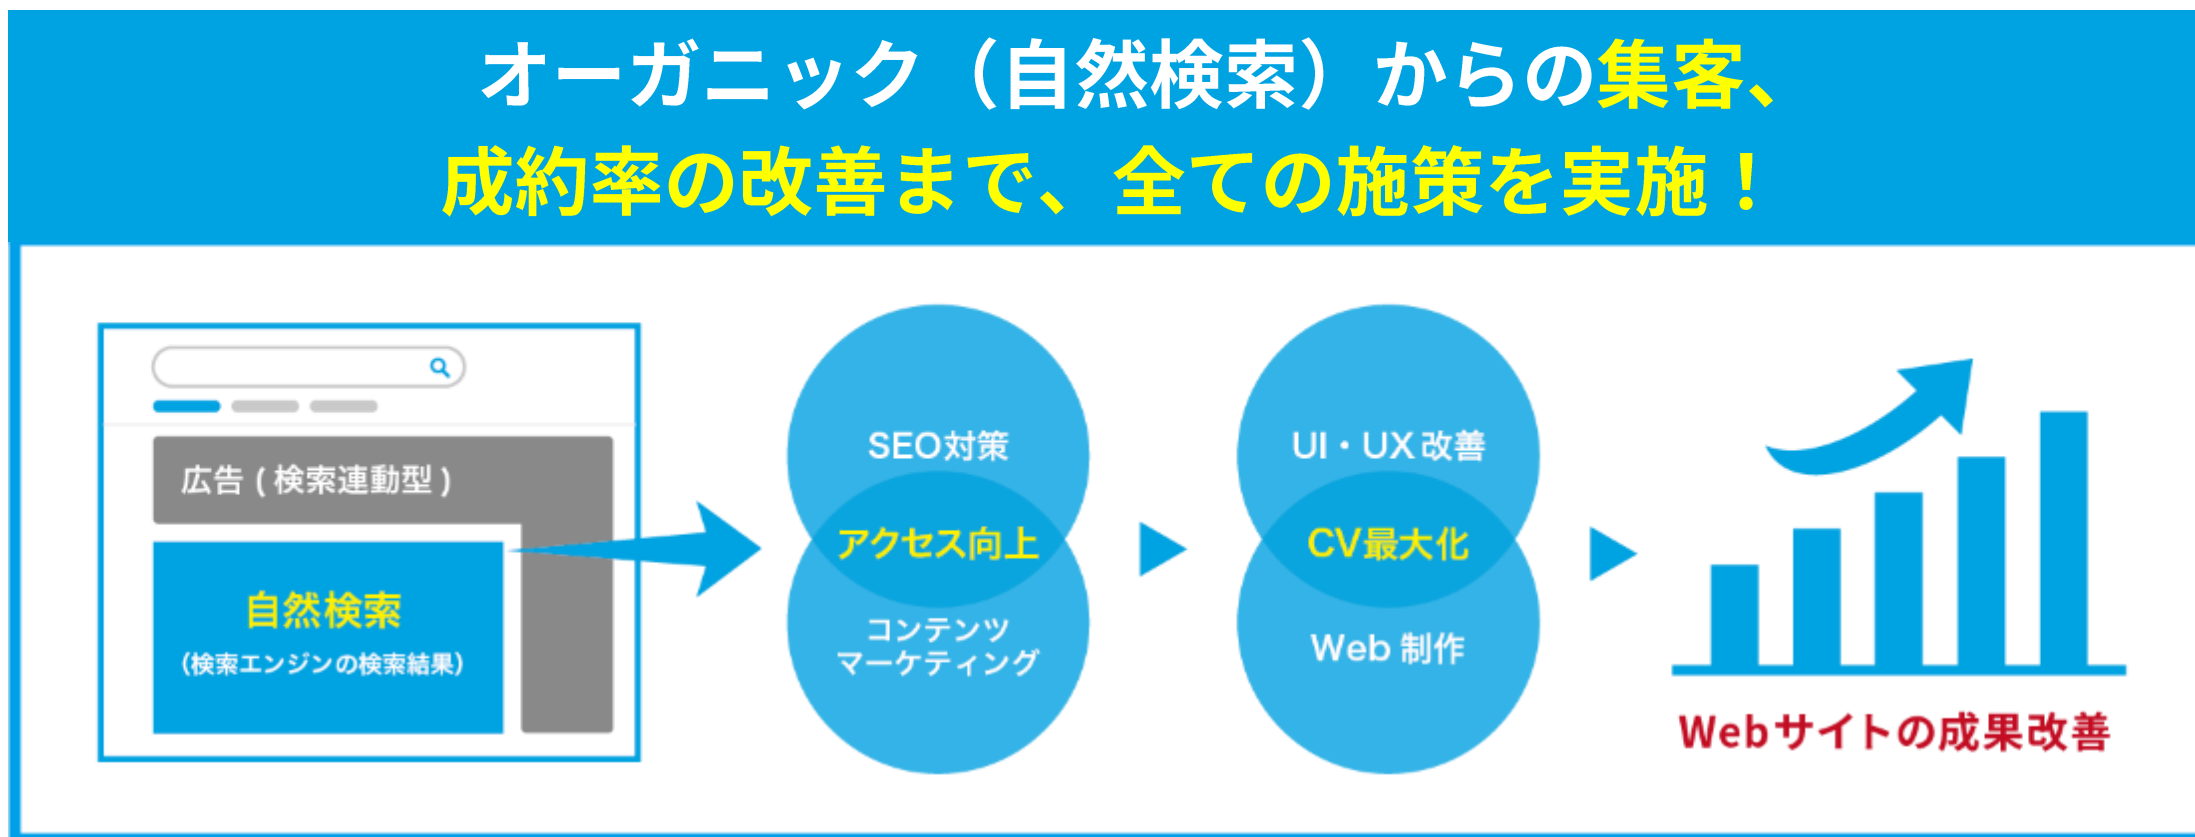 オーガニック（自然検索）からの集客、
成約率の改善まで、全ての施策を実施！
広告 ( 検索連動型 )
自然検索
（検索エンジンの検索結果）
SEO対策
アクセス向上
コンテンツ
マーケティング
UI・UX 改善
CV最大化
Web 制作
Webサイトの成果改善